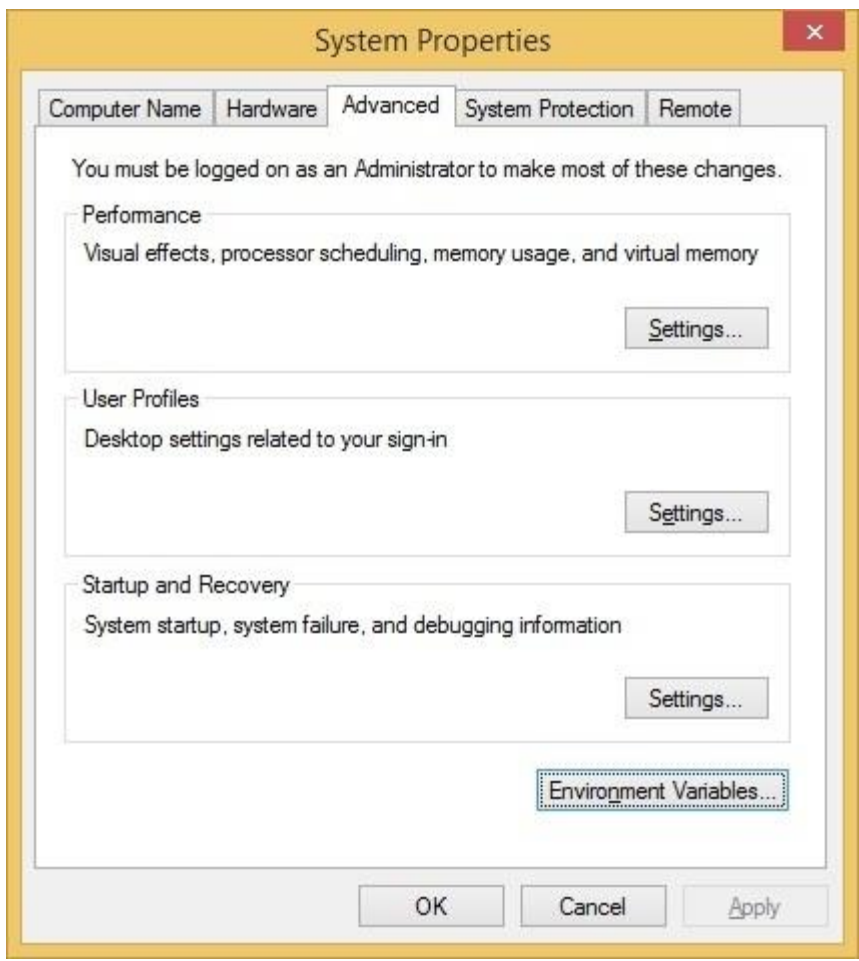 System Properties
Computer Name
Hardware
Advanced
System Protection
Remote
You must be logged on as an Administrator to make most of these changes.
Performance
Visual effects, processor scheduling, memory usage, and virtual memory
Settings...
User Profiles
Desktop settings related to your sign-in
Settings...
Startup and Recovery
System startup, system failure, and debugging information
Settings...
Environment Variables...
OK
Cancel
Apply